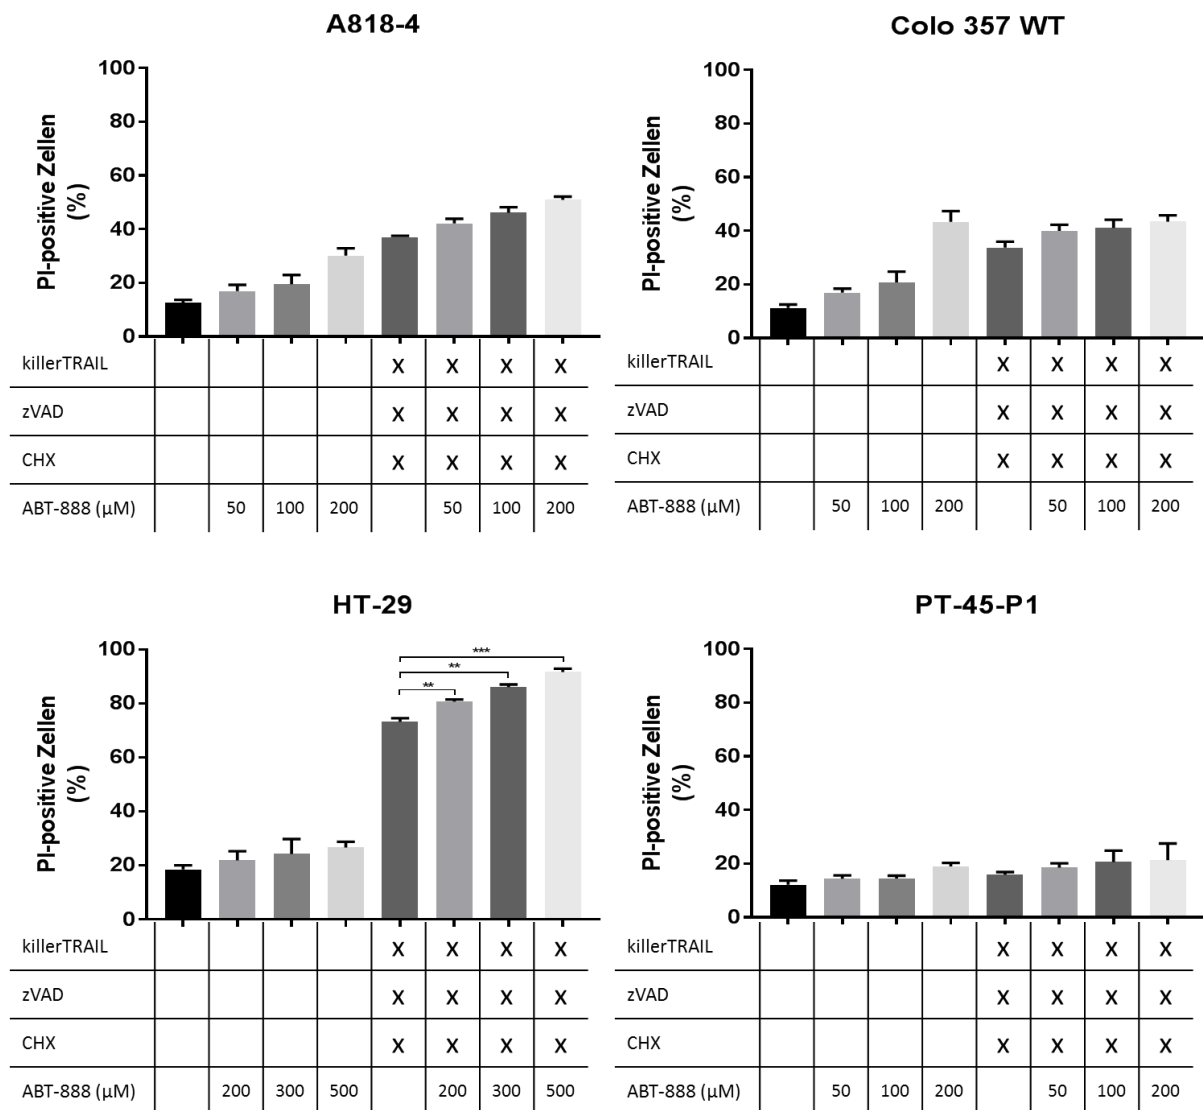 A818-4
PI-positive Zellen
(%)
100
80
60
40
20
0
killerTRAIL X X X X
zVAD X X X X
CHX X X X X
ABT-888 (µM) 50 100 200 50 100 200
Colo 357 WT
PI-positive Zellen
(%)
100
80
60
40
20
0
killerTRAIL X X X X
zVAD X X X X
CHX X X X X
ABT-888 (µM) 50 100 200 50 100 200
HT-29
PI-positive Zellen
(%)
100
80
60
40
20
0
***
**
**
killerTRAIL X X X X
zVAD X X X X
CHX X X X X
ABT-888 (µM) 200 300 500 200 300 500
PT-45-P1
PI-positive Zellen
(%)
100
80
60
40
20
0
killerTRAIL X X X X
zVAD X X X X
CHX X X X X
ABT-888 (µM) 50 100 200 50 100 200